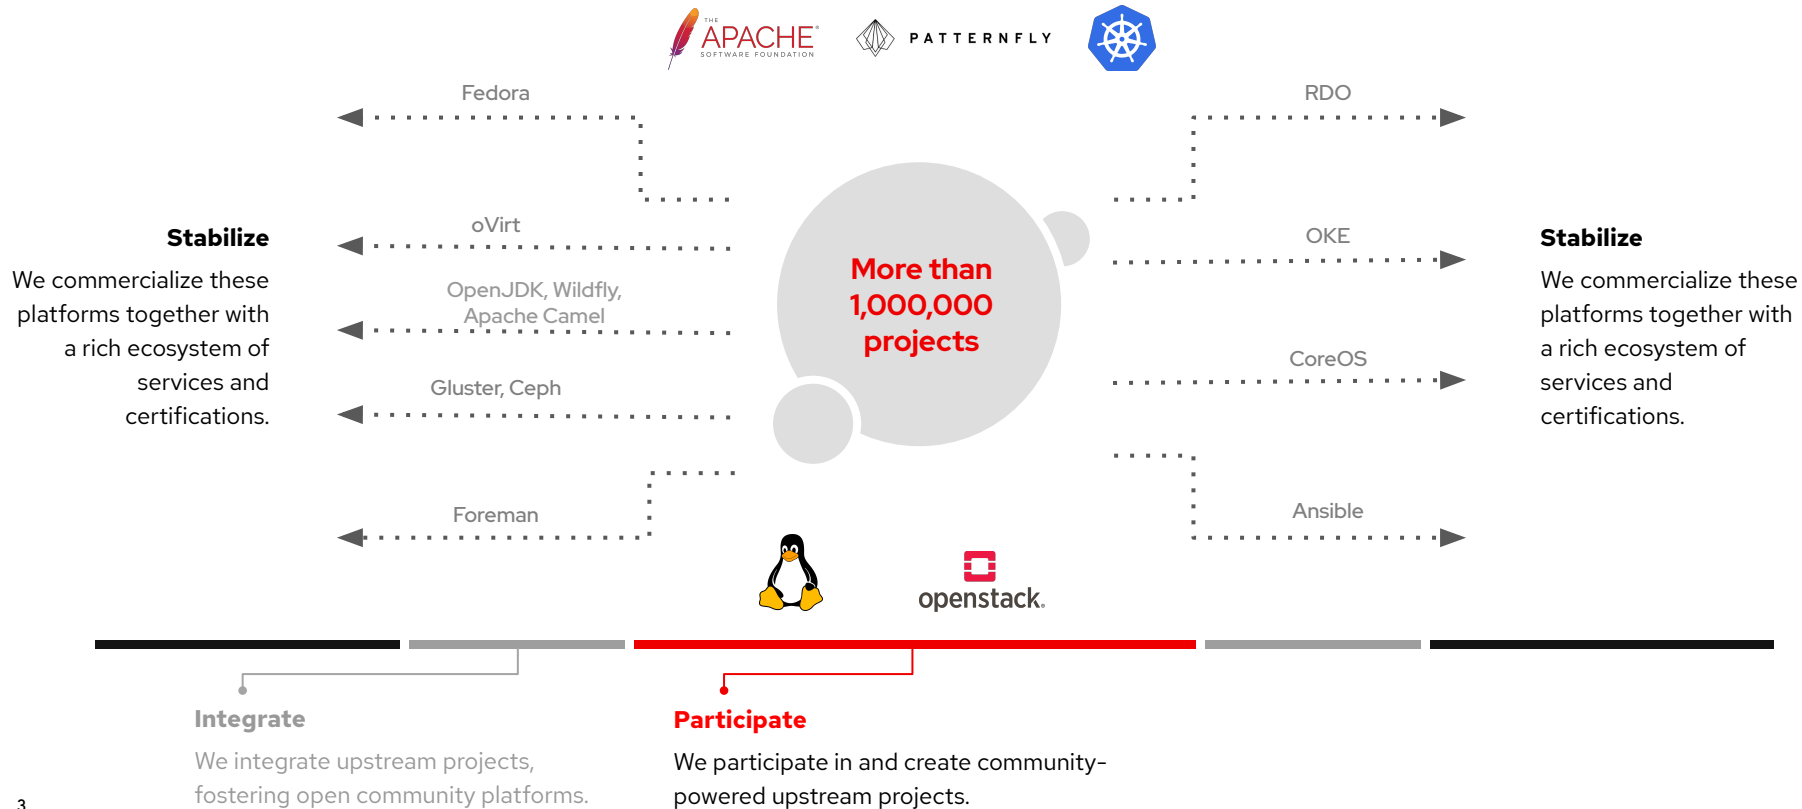 THE
APACHE®
SOFTWARE FOUNDATION
PATTERNFLY
Fedora
RDO
oVirt
OKE
OpenJDK, Wildfly,
Apache Camel
CoreOS
Gluster, Ceph
Foreman
Ansible
Stabilize
We commercialize these
platforms together with
a rich ecosystem of
services and
certifications.
More than
1,000,000
projects
Stabilize
We commercialize these
platforms together with
a rich ecosystem of
services and
certifications.
openstack.
Integrate
We integrate upstream projects,
fostering open community platforms.
Participate
We participate in and create community-
powered upstream projects.
3